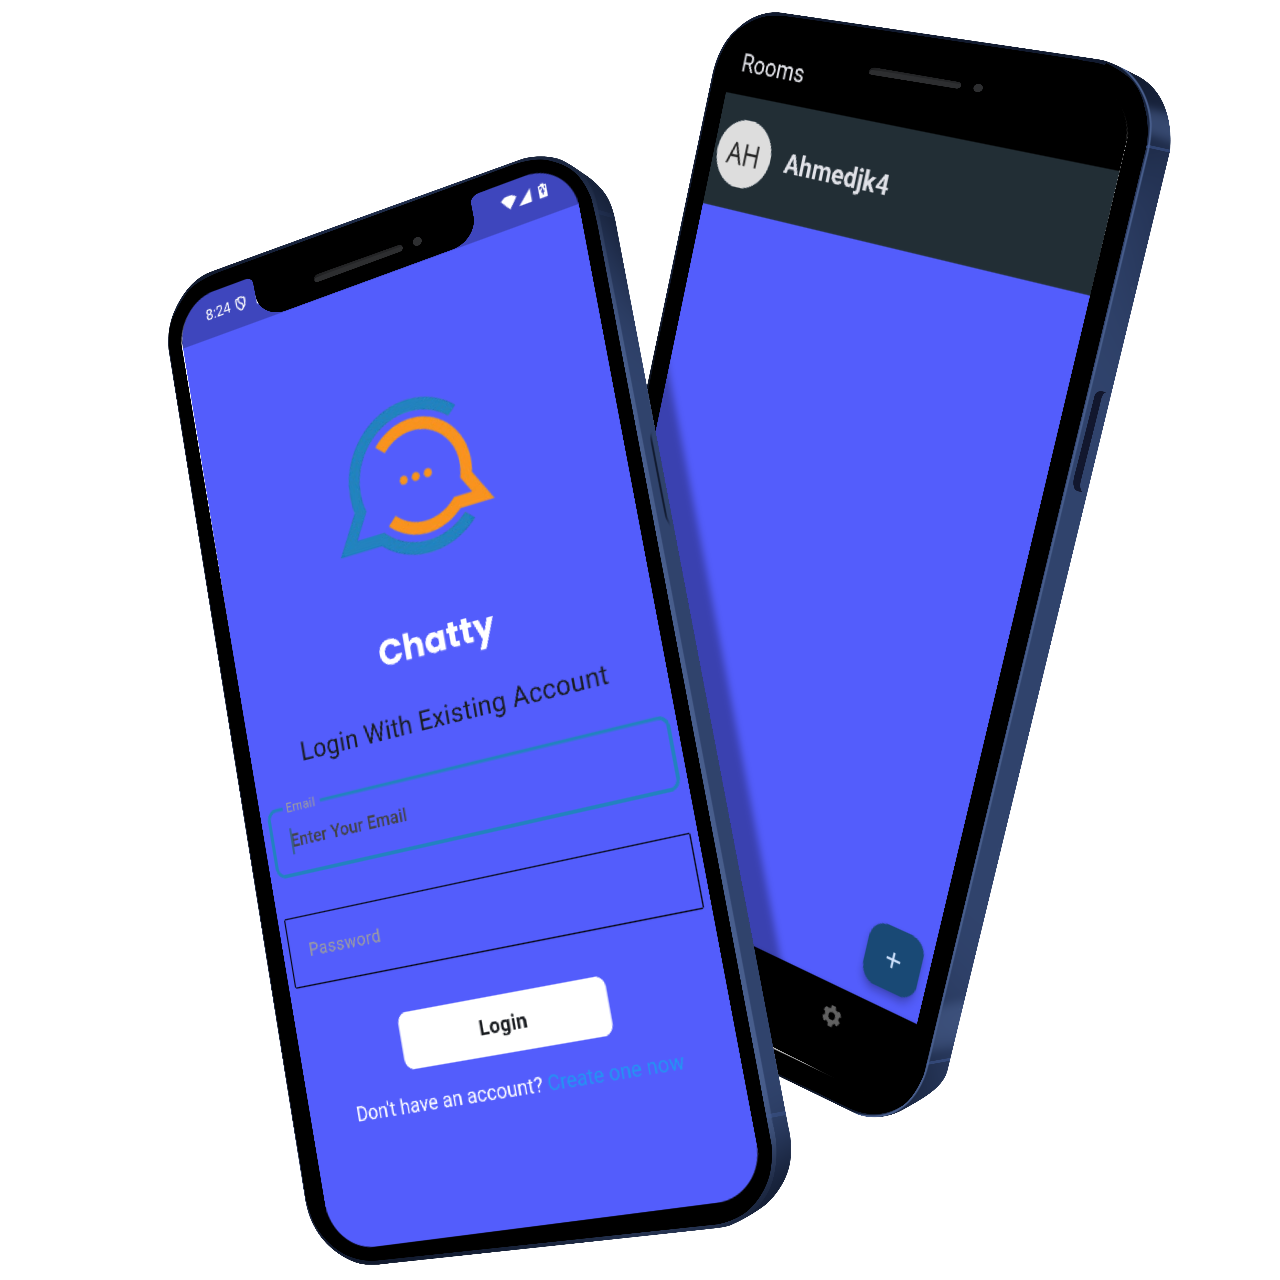 8:24
Chatty
Login With Existing Account
Email
Enter Your Email
Password
Login
Don't have an account? Create one now
Rooms
AH
Ahmedjk4
+